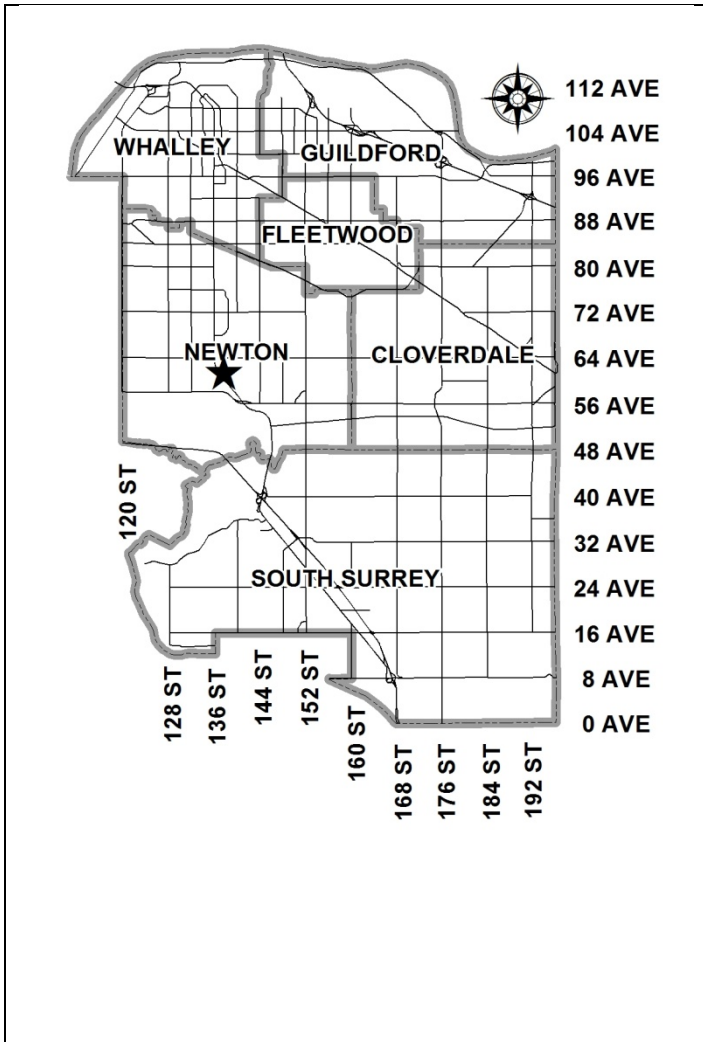 112 AVE
104 AVE
WHALLEY
GUILDFORD
96 AVE
88 AVE
FLEETWOOD
80 AVE
72 AVE
NEWTON
CLOVERDALE
64 AVE
56 AVE
48 AVE
120 ST
40 AVE
32 AVE
SOUTH SURREY
24 AVE
16 AVE
128 ST
136 ST
144 ST
152 ST
8 AVE
160 ST
0 AVE
168 ST
176 ST
184 ST
192 ST